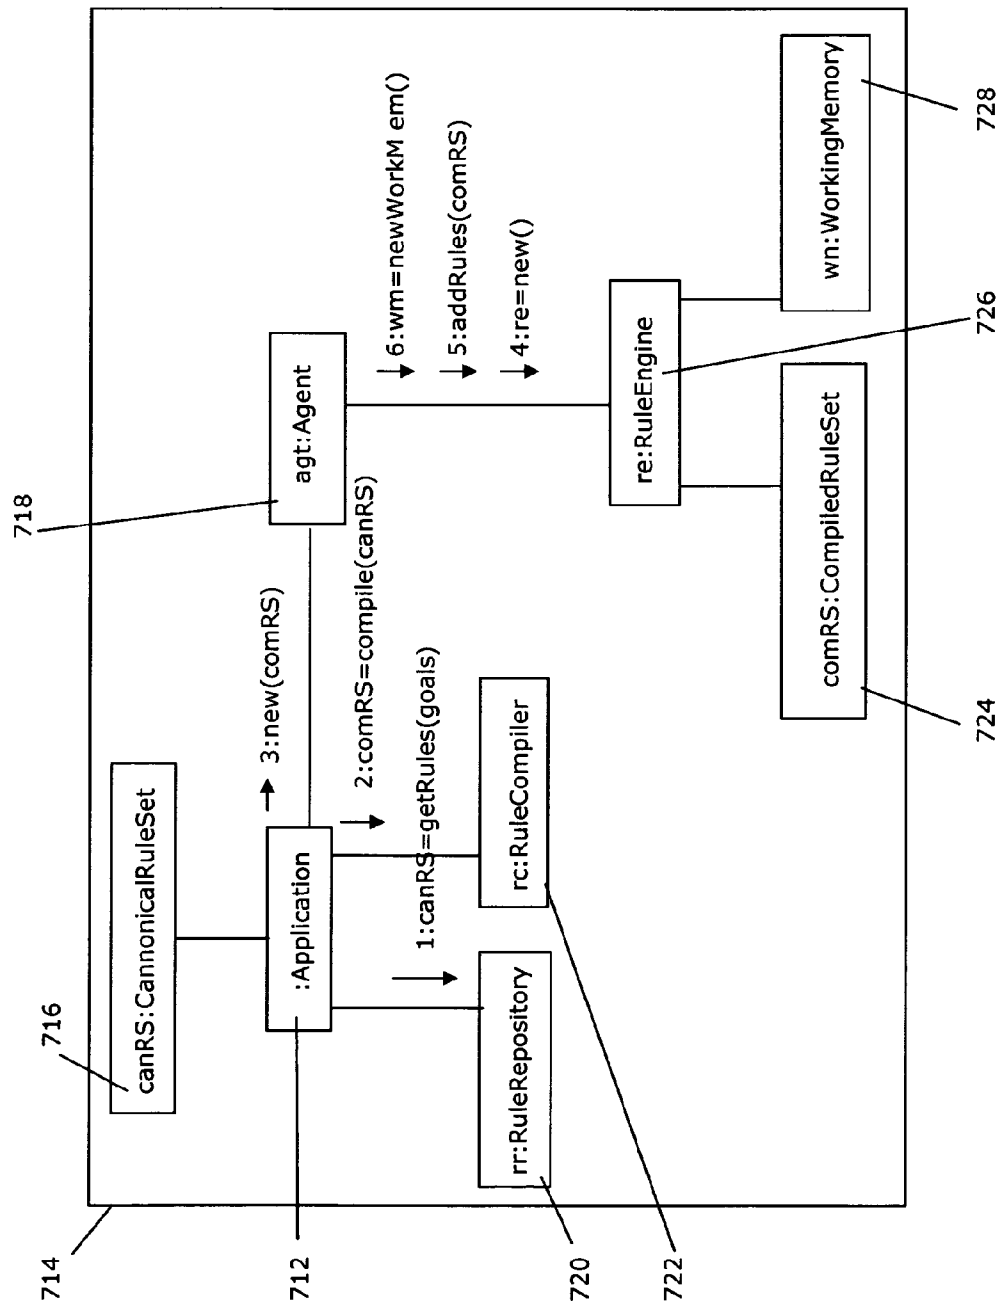 714
716
canRS:CannonicalRuleSet
718
712
:Application
3:new(comRS)
agt:Agent
2:comRS=compile(canRS)
1:canRS=getRules(goals)
6:wm=newWorkM em()
5:addRules(comRS)
4:re=new()
720
rr:RuleRepository
722
rc:RuleCompiler
re:RuleEngine
726
724
comRS:CompiledRuleSet
wn:WorkingMemory
728